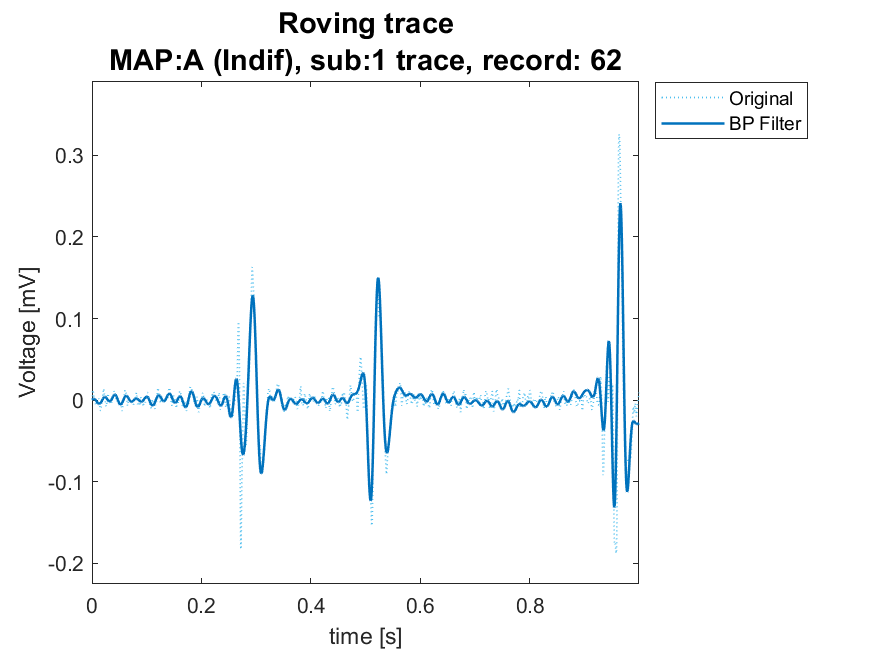 Roving trace
MAP:A (Indif), sub:1 trace, record: 62
Original
BP Filter
0.3
0.2
0.1
0
-0.1
-0.2
Voltage [mV]
0
0.2
0.4
0.6
0.8
time [s]